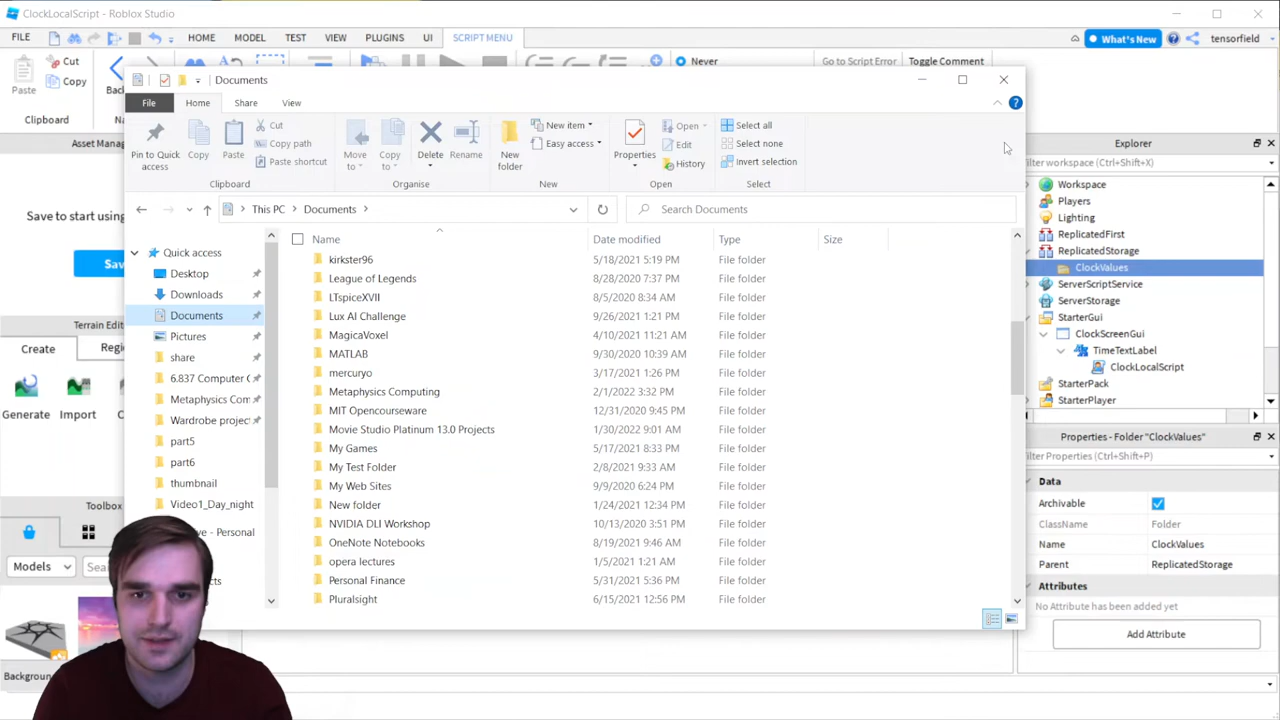 ClockLocalScript - Roblox Studio
FILE HOME MODEL TEST VIEW PLUGINS UI SCRIPT MENU What's New tensorfield
Paste Cut Copy Never Go to Script Error Toggle Comment
Clipboard
Documents
File Home Share View
Pin to Quick access
Copy
Paste
Cut
Copy path
Paste shortcut
Move to
Copy to
Delete
Rename
New folder
New item
Easy access
Properties
Open
Edit
History
Select all
Select none
Invert selection
Clipboard Organise New Open Select
This PC > Documents >
Search Documents
Name Date modified Type Size
Quick access
Desktop
Downloads
Documents
Pictures
share
6.837 Computer
Metaphysics Com
Wardrobe projec
part5
part6
thumbnail
Video1_Day_night
- Personal
kirkster96 5/18/2021 5:19 PM File folder
League of Legends 8/28/2020 7:37 PM File folder
LTspiceXVII 8/5/2020 8:34 AM File folder
Lux AI Challenge 9/26/2021 1:21 PM File folder
MagicaVoxel 4/10/2021 11:21 AM File folder
MATLAB 9/30/2020 10:39 AM File folder
mercuryo 3/17/2021 1:26 PM File folder
Metaphysics Computing 2/1/2022 3:32 PM File folder
MIT Opencourseware 12/31/2020 9:45 PM File folder
Movie Studio Platinum 13.0 Projects 1/30/2022 9:01 AM File folder
My Games 5/17/2021 8:33 PM File folder
My Test Folder 2/8/2021 9:33 AM File folder
My Web Sites 9/9/2020 6:24 PM File folder
New folder 1/24/2021 12:34 PM File folder
NVIDIA DLI Workshop 10/13/2020 3:51 PM File folder
OneNote Notebooks 8/19/2020 9:46 AM File folder
opera lectures 1/5/2021 1:21 AM File folder
Personal Finance 5/31/2021 5:36 PM File folder
Pluralsight 6/15/2021 12:56 PM File folder
Asset Mana
Save to start using
Sav
Terrain Edit
Create Reg
Generate Import
Toolbox
Models Sea
Backgroun
Explorer
ilter workspace (Ctrl+Shift+X)
Workspace
Players
Lighting
ReplicatedFirst
ReplicatedStorage
ClockValues
ServerScriptService
ServerStorage
StarterGui
ClockScreenGui
TimeTextLabel
ClockLocalScript
StarterPack
StarterPlayer
Properties - Folder "ClockValues"
ilter Properties (Ctrl+Shift+P)
Data
Archivable
ClassName Folder
Name ClockValues
Parent ReplicatedStorage
Attributes
No Attribute has been added yet
Add Attribute